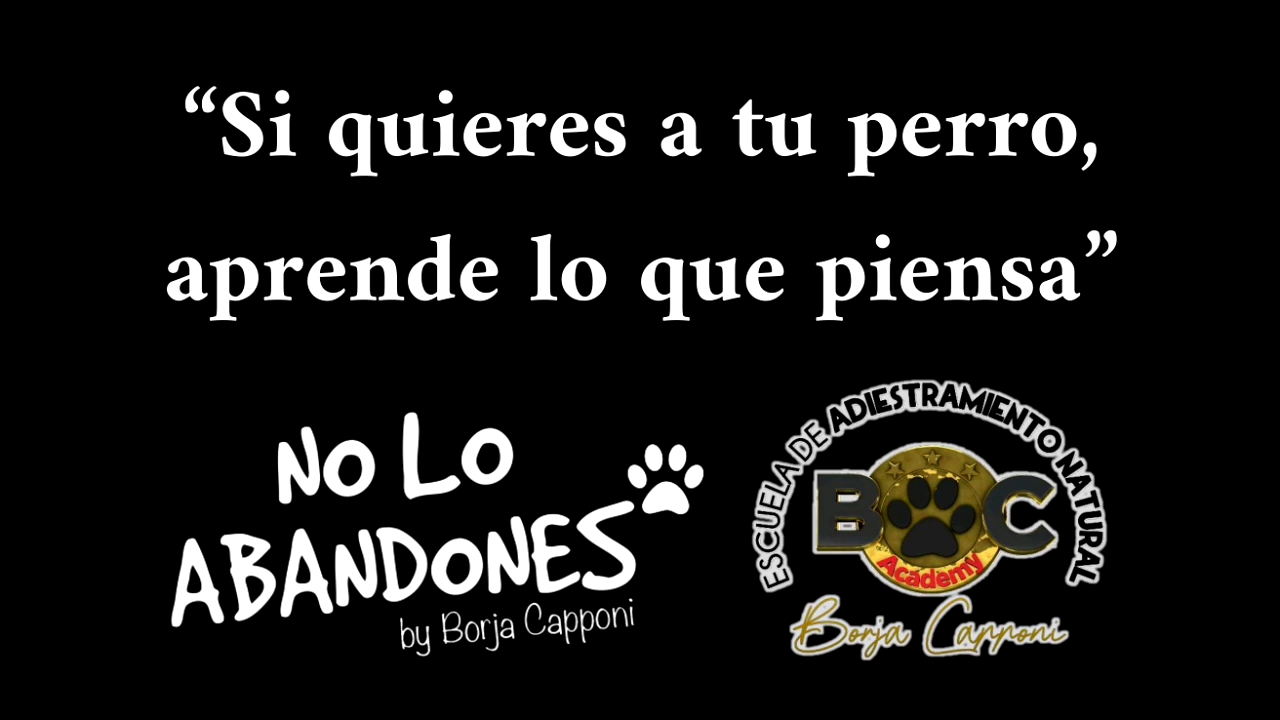 “Si quieres a tu perro,
aprende lo que piensa”
NO LO
ABANDONES
by Borja Capponi
ESCUELA DE ADIESTRAMIENTO NATURAL
B C
Academy
Borja Capponi